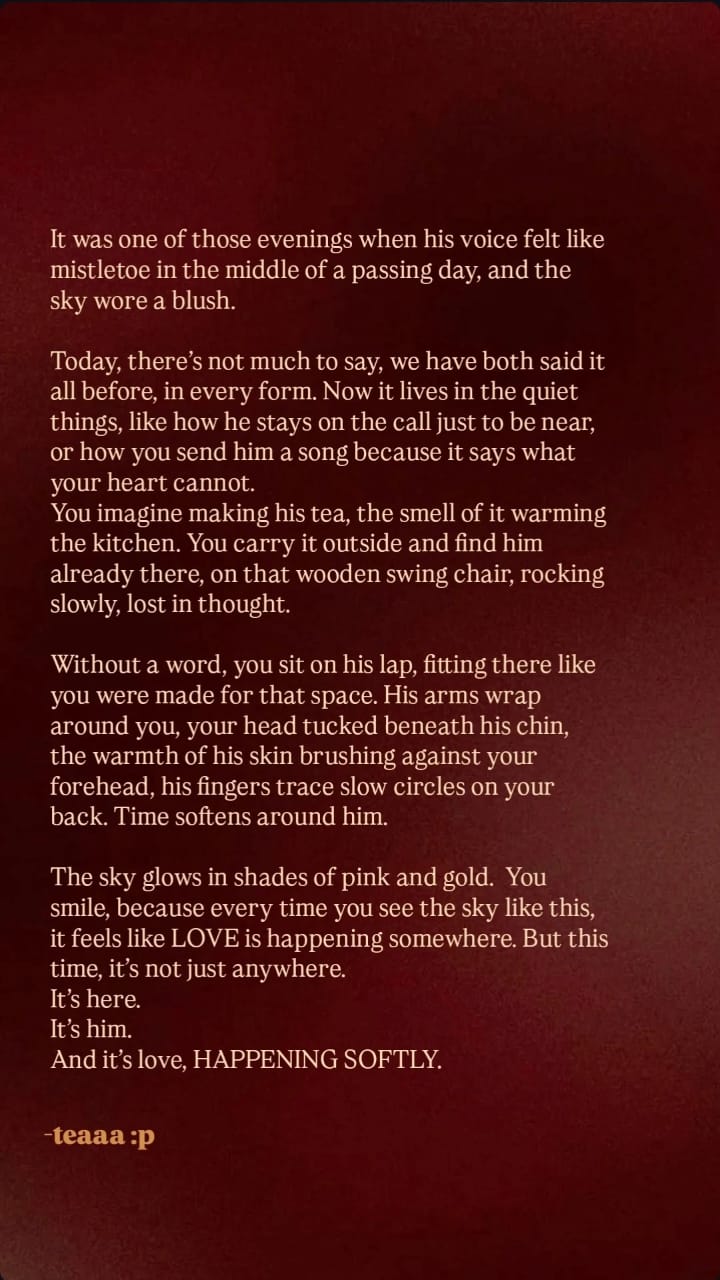 It was one of those evenings when his voice felt like
mistletoe in the middle of a passing day, and the
sky wore a blush.
Today, there’s not much to say, we have both said it
all before, in every form. Now it lives in the quiet
things, like how he stays on the call just to be near,
or how you send him a song because it says what
your heart cannot.
You imagine making his tea, the smell of it warming
the kitchen. You carry it outside and find him
already there, on that wooden swing chair, rocking
slowly, lost in thought.
Without a word, you sit on his lap, fitting there like
you were made for that space. His arms wrap
around you, your head tucked beneath his chin,
the warmth of his skin brushing against your
forehead, his fingers trace slow circles on your
back. Time softens around him.
The sky glows in shades of pink and gold.  You
smile, because every time you see the sky like this,
it feels like LOVE is happening somewhere. But this
time, it’s not just anywhere.
It’s here.
It’s him.
And it’s love, HAPPENING SOFTLY.
-teaaa :p